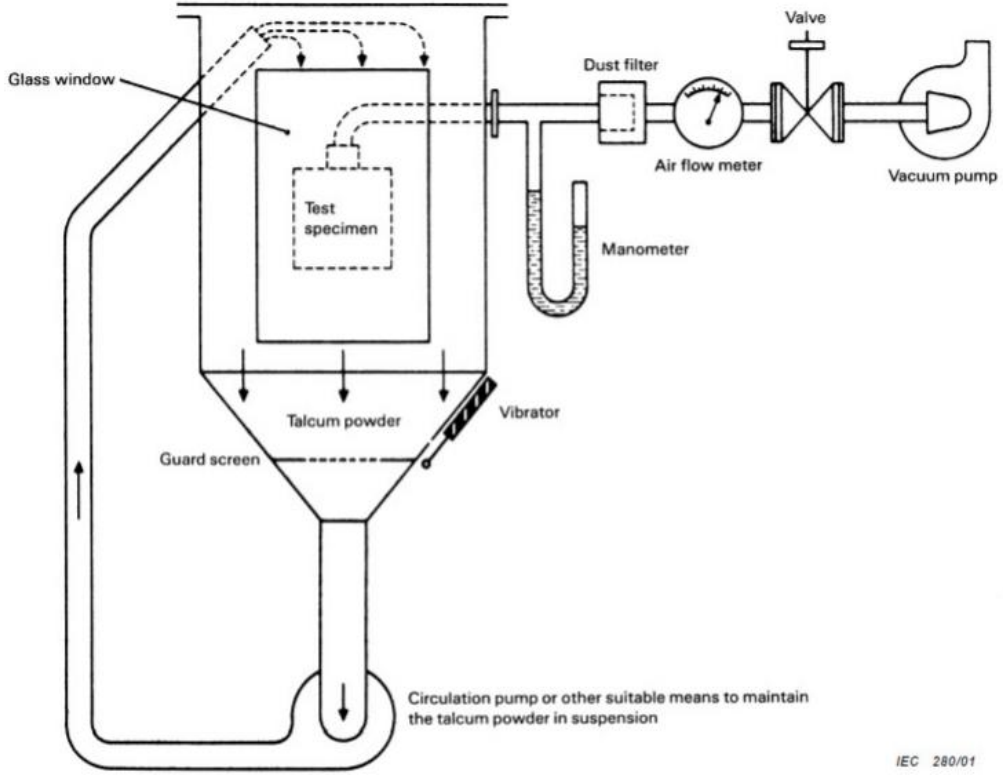 Valve
Glass window
Dust filter
Air flow meter
Vacuum pump
Test
specimen
Manometer
Talcum powder
Vibrator
Guard screen
Circulation pump or other suitable means to maintain
the talcum powder in suspension
IEC 280/01